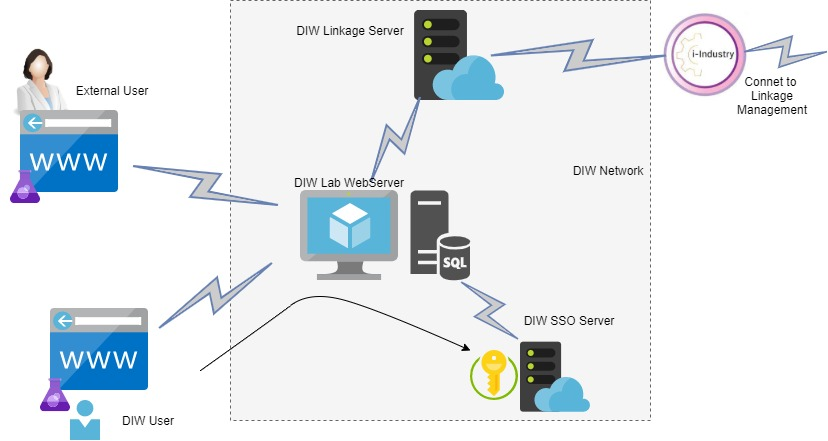 DIW Linkage Server
i-Industry
External User
Connet to
Linkage
Management
WWW
DIW Network
DIW Lab WebServer
SQL
DIW SSO Server
WWW
DIW User